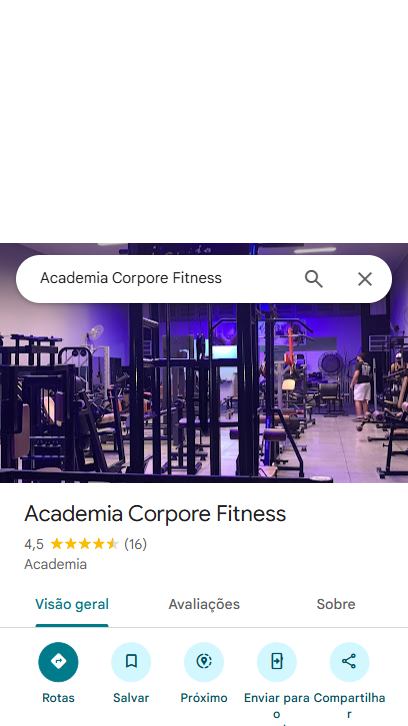 Academia Corpore Fitness
Academia Corpore Fitness
4,5 (16)
Academia
Visão geral Avaliações Sobre
Rotas Salvar Próximo Enviar para o Compartilhar